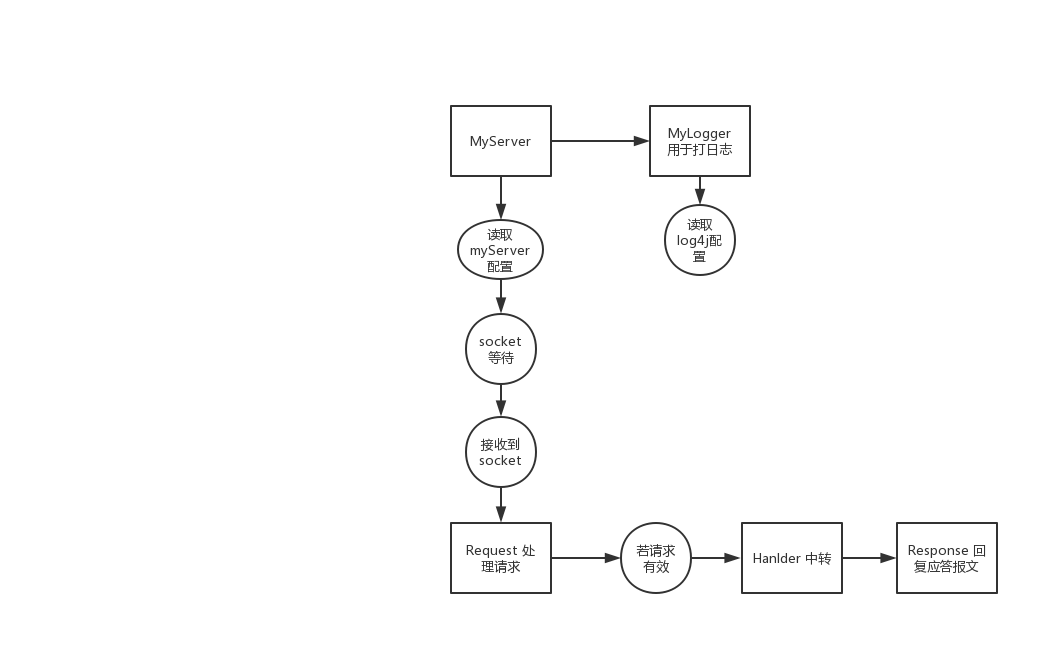 MyServer
MyLogger
用于打日志
读取
myServer
配置
读取
log4j配
置
socket
等待
接收到
socket
Request 处
理请求
若请求
有效
Hanlder 中转
Response 回
复应答报文